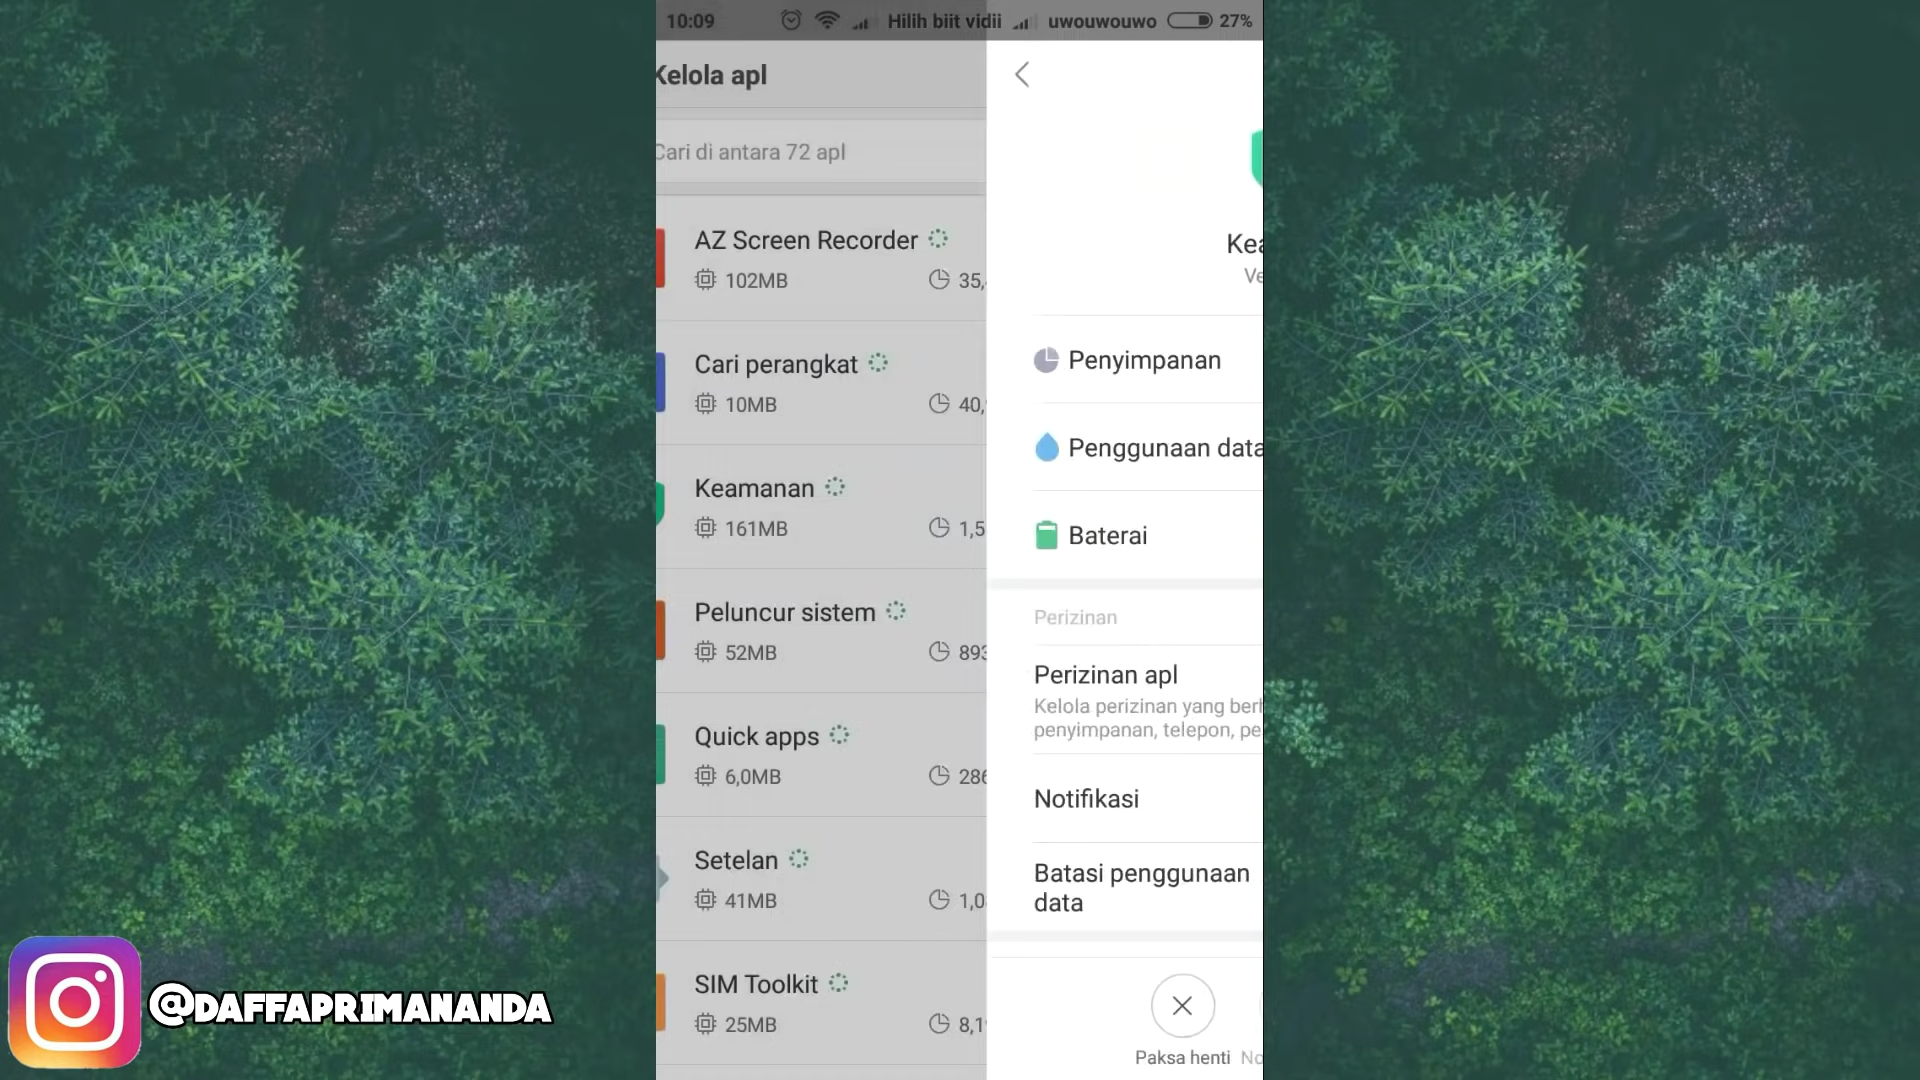 10:09 Hilih biit vidii uwouwouwo 27%
Kelola apl
Cari di antara 72 apl
AZ Screen Recorder
102MB 35,
Cari perangkat
10MB 40,
Keamanan
161MB 1,5
Peluncur sistem
52MB 893
Quick apps
6,0MB 286
Setelan
41MB 1,0
SIM Toolkit
25MB 8,1
Kea
Ve
Penyimpanan
Penggunaan data
Baterai
Perizinan
Perizinan apl
Kelola perizinan yang berh
penyimpanan, telepon, pe
Notifikasi
Batasi penggunaan
data
Paksa henti No
@DAFFAPRIMANANDA